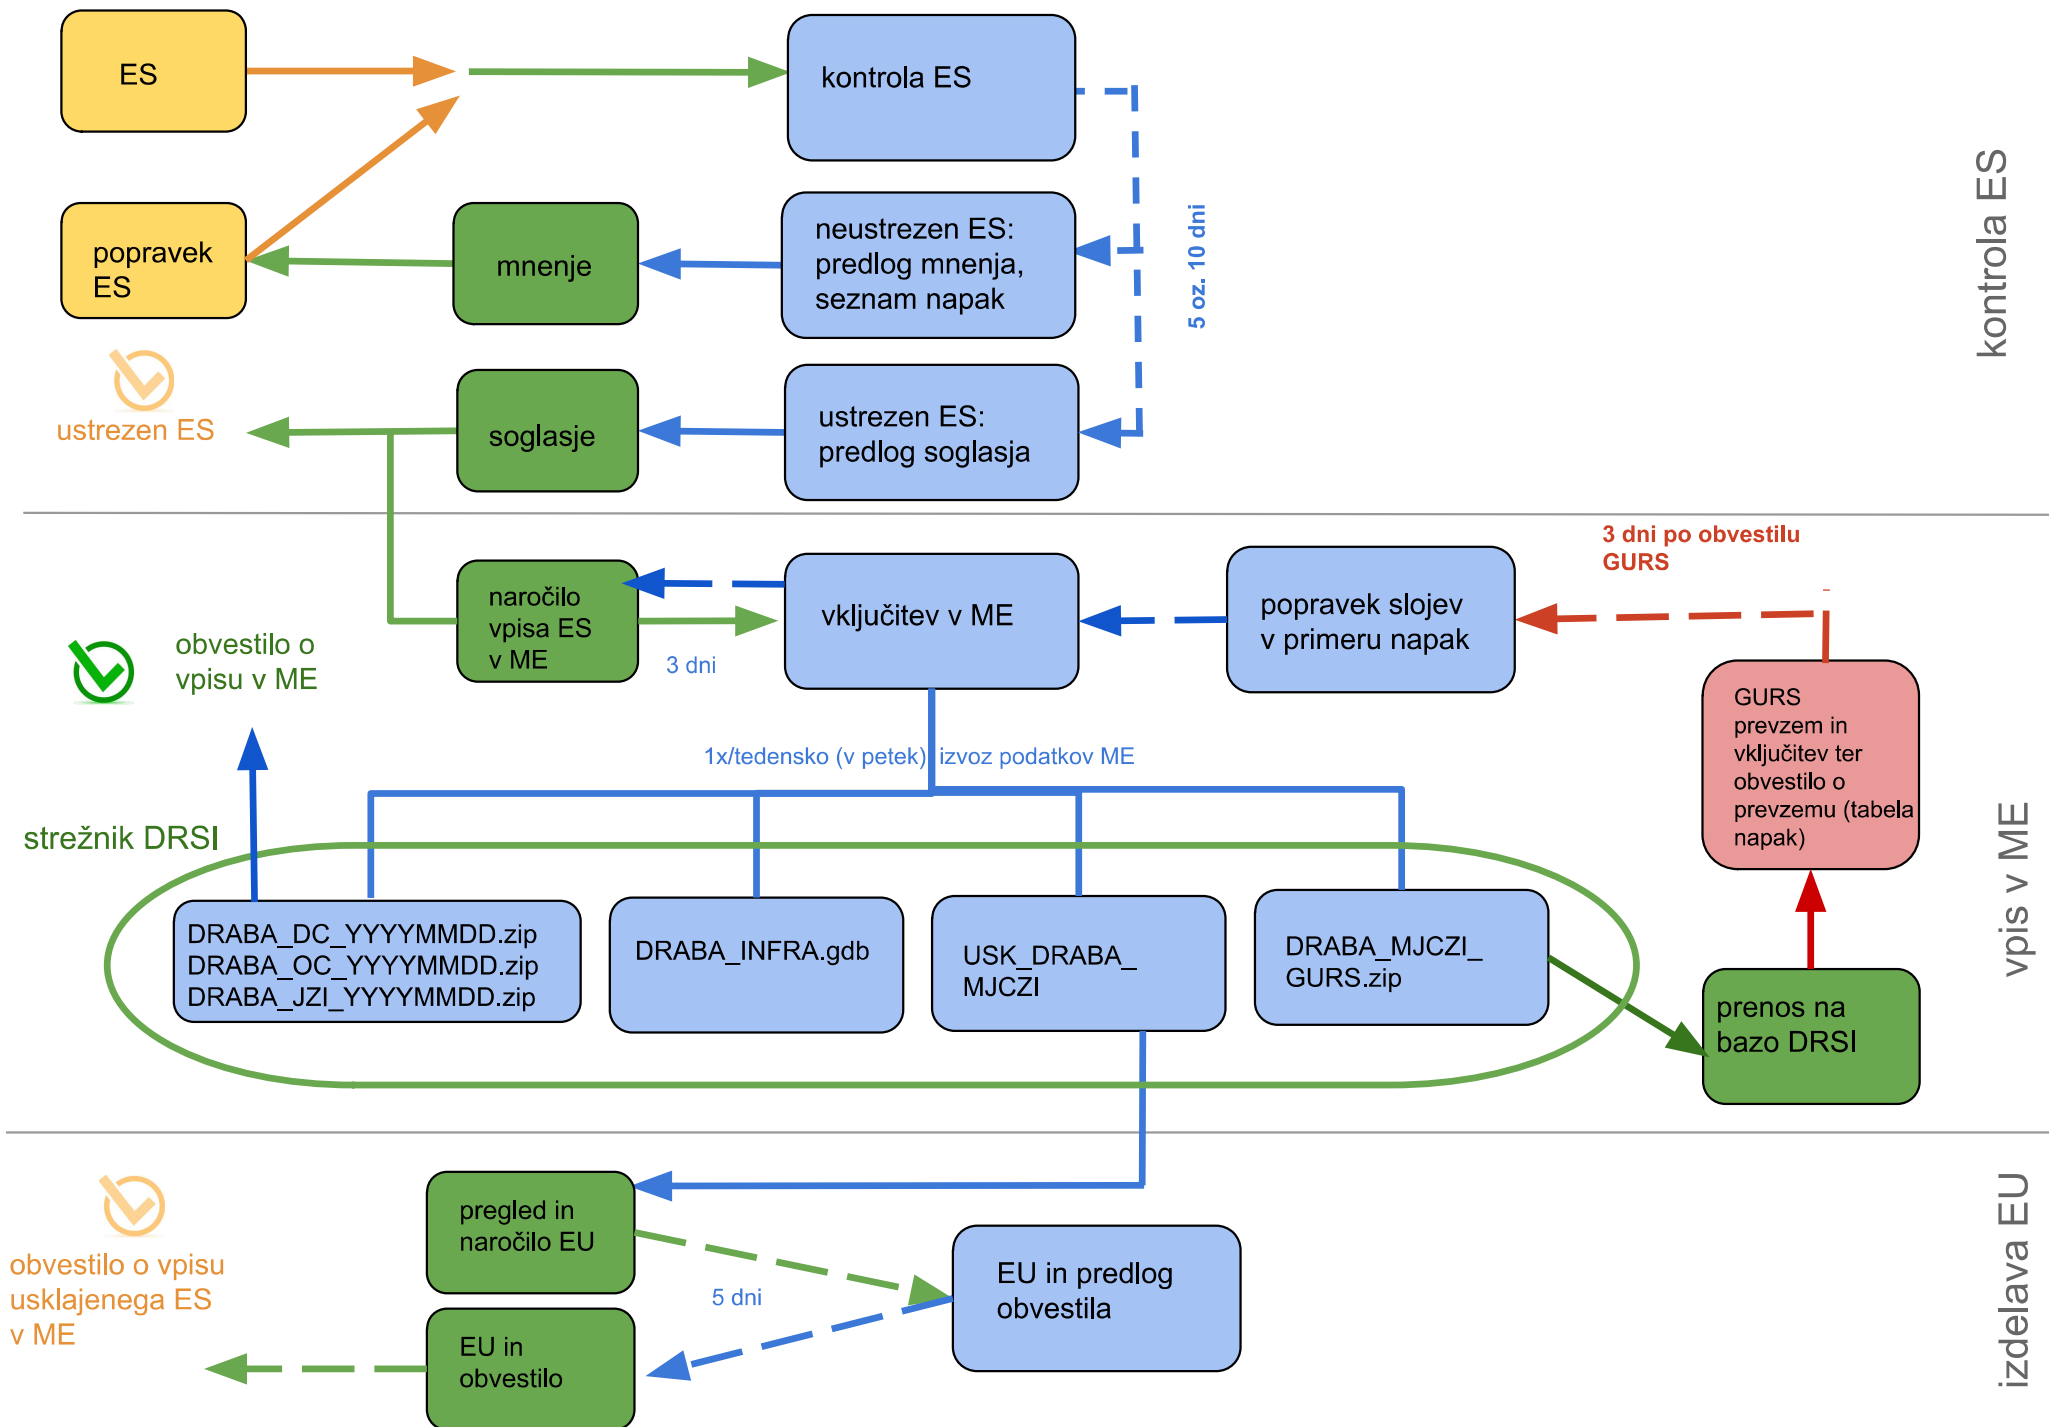 ES
kontrola ES
kontrola ES
popravek
ES
mnenje
neustrezen ES:
predlog mnenja,
seznam napak
5 oz. 10 dni
ustrezen ES
soglasje
ustrezen ES:
predlog soglasja
3 dni po obvestilu
GURS
naročilo
vpisa ES
v ME
3 dni
vključitev v ME
popravek slojev
v primeru napak
obvestilo o
vpisu v ME
GURS
prevzem in
vključitev ter
obvestilo o
prevzemu (tabela
napak)
1x/tedensko (v petek) izvoz podatkov ME
vpis v ME
strežnik DRSI
DRABA_DC_YYYYMMDD.zip
DRABA_OC_YYYYMMDD.zip
DRABA_JZI_YYYYMMDD.zip
DRABA_INFRA.gdb
USK_DRABA_
MJCZI
DRABA_MJCZI_
GURS.zip
prenos na
bazo DRSI
pregled in
naročilo EU
izdelava EU
obvestilo o vpisu
usklajenega ES
v ME
5 dni
EU in predlog
obvestila
EU in
obvestilo